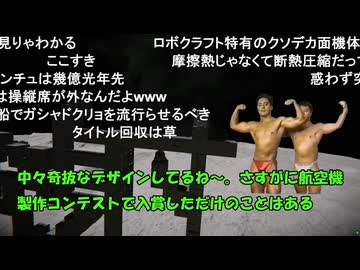 見りゃわかる
ロボクラフト特有のクソデカ面機体
ここすき
摩擦熱じゃなくて断熱圧縮だっ
ンチュは幾億光年先
惑わず
は操縦席が外なんだよwww
船でガシャドクリョを流行らせるべき
タイトル回収は草
中々奇抜なデザインしてるね～。さすがに航空機
製作コンテストで入賞しただけのことはある